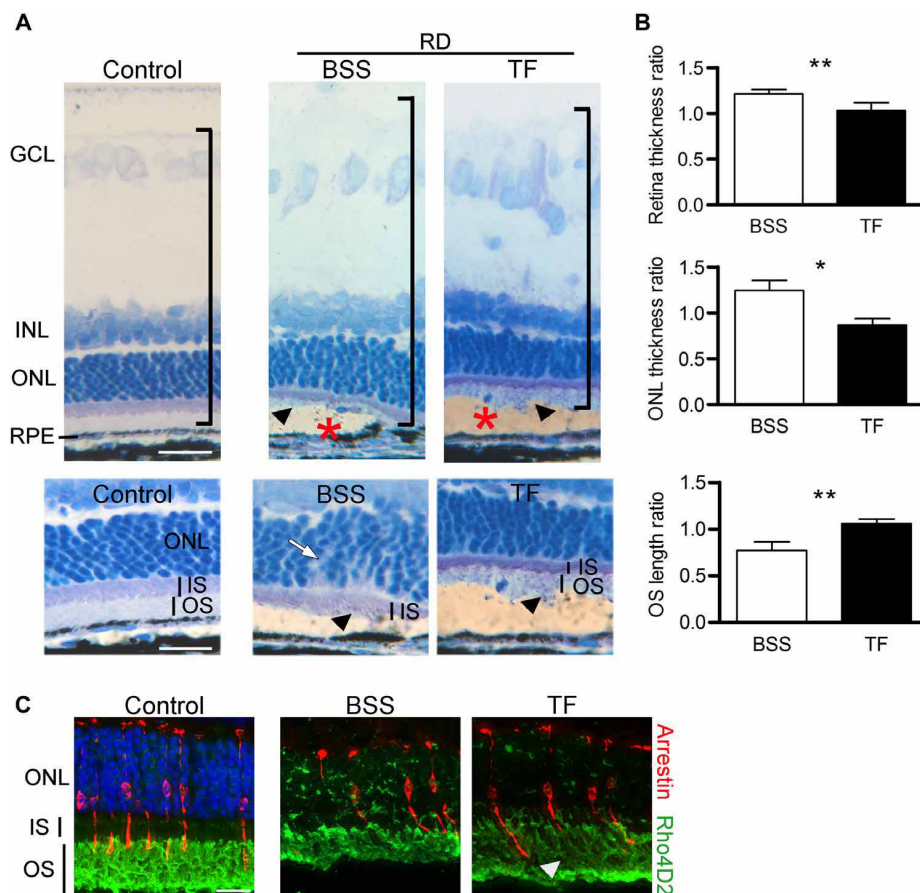 A
RD
Control
BSS
TF
GCL
INL
ONL
RPE
Control
BSS
TF
ONL
IS
OS
IS
IS
OS
B
Retina thickness ratio
1.5
1.0
0.5
0.0
**
BSS
TF
ONL thickness ratio
1.5
1.0
0.5
0.0
*
BSS
TF
OS length ratio
1.5
1.0
0.5
0.0
**
BSS
TF
C
Control
BSS
TF
ONL
IS
OS
Arrestin Rho4D2